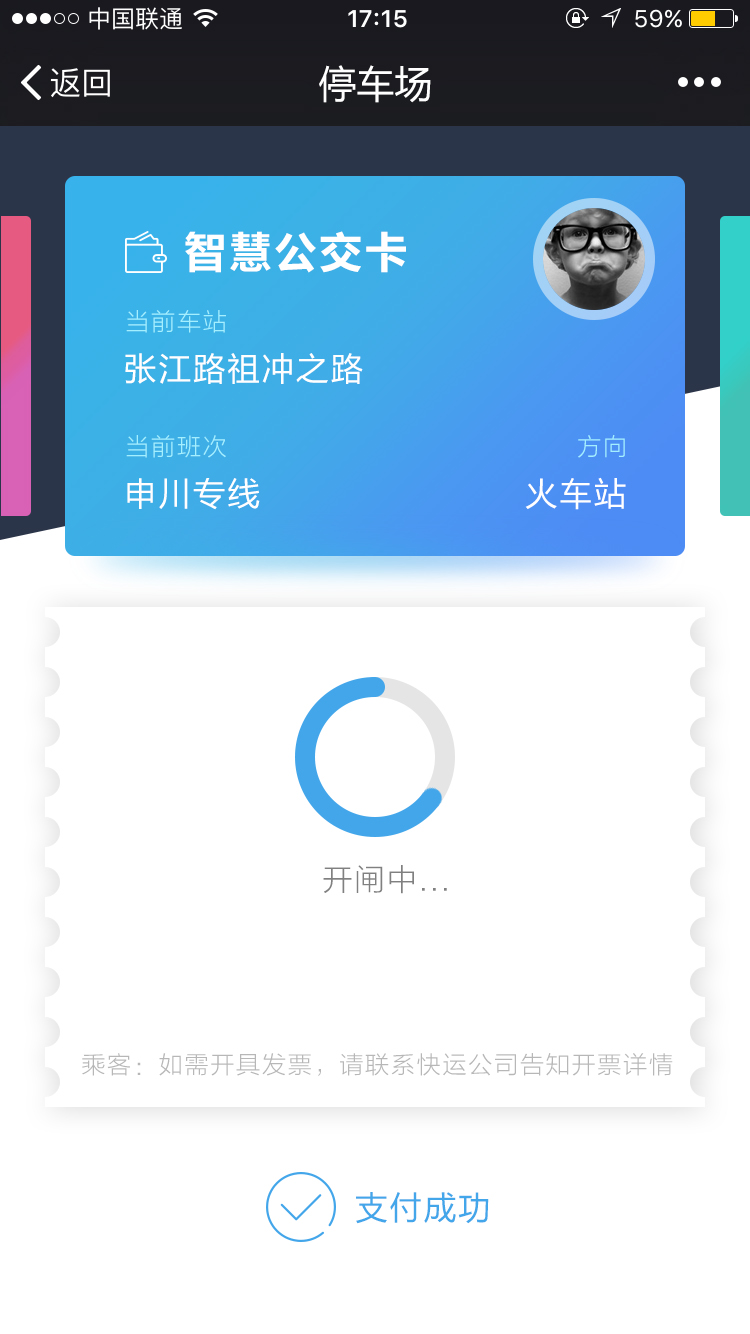 中国联通 17:15 59%
返回 停车场
智慧公交卡
当前车站
张江路祖冲之路
当前班次 方向
申川专线 火车站
开闸中...
乘客：如需开具发票，请联系快运公司告知开票详情
支付成功